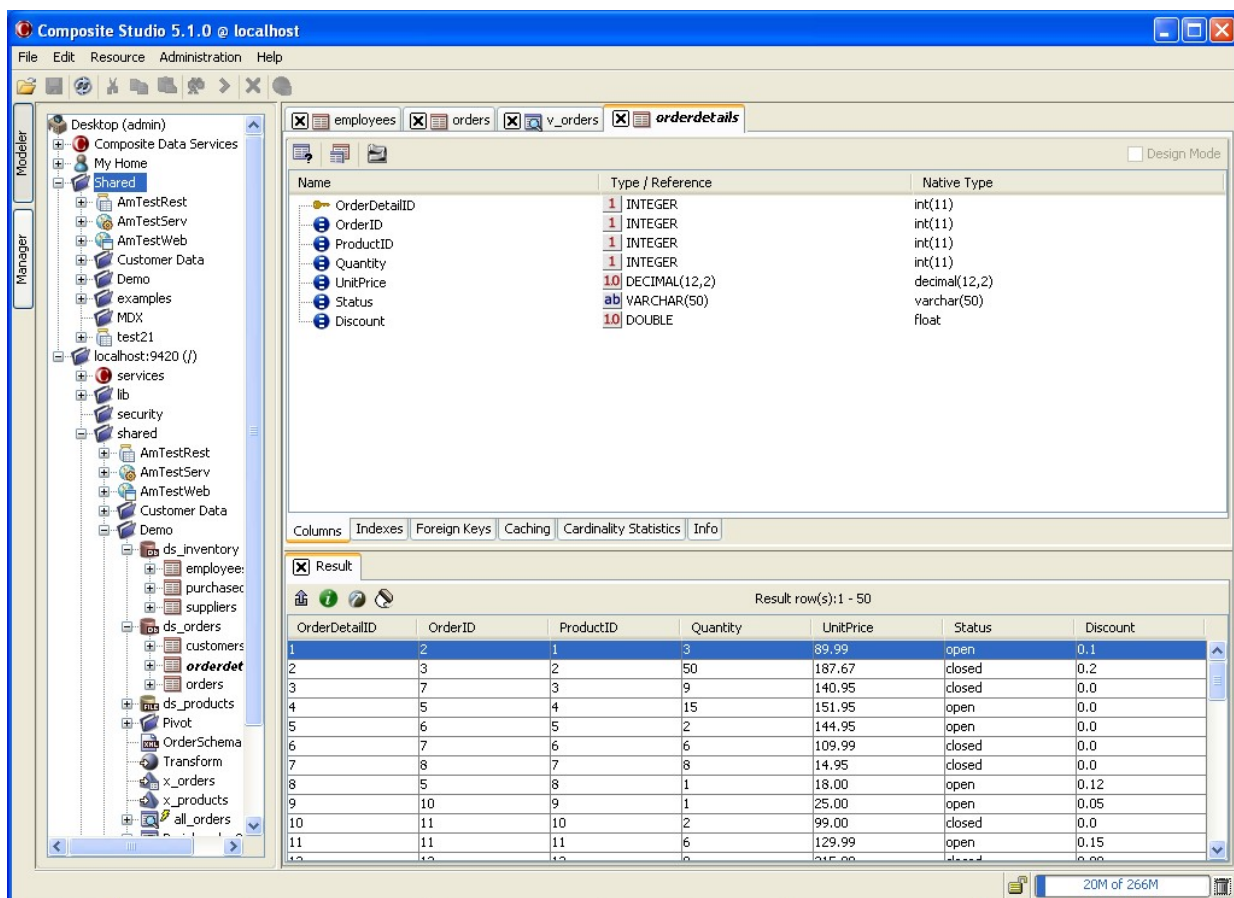 Composite Studio 5.1.0 @ localhost
File Edit Resource Administration Help
Modeler
Manager
Desktop (admin)
Composite Data Services
My Home
Shared
AmTestRest
AmTestServ
AmTestWeb
Customer Data
Demo
examples
MDX
test21
localhost:9420 (/)
services
lib
security
shared
AmTestRest
AmTestServ
AmTestWeb
Customer Data
Demo
ds_inventory
employee
purchased
suppliers
ds_orders
customers
orderdet
orders
ds_products
Pivot
OrderSchema
Transform
x_orders
x_products
all_orders
employees orders v_orders orderdetails
Design Mode
Name Type / Reference Native Type
OrderDetailID 1 INTEGER int(11)
OrderID 1 INTEGER int(11)
ProductID 1 INTEGER int(11)
Quantity 1 INTEGER int(11)
UnitPrice 1.0 DECIMAL(12,2) decimal(12,2)
Status ab VARCHAR(50) varchar(50)
Discount 1.0 DOUBLE float
Columns Indexes Foreign Keys Caching Cardinality Statistics Info
Result
Result row(s):1 - 50
OrderDetailID OrderID ProductID Quantity UnitPrice Status Discount
1 2 1 3 89.99 open 0.1
2 3 2 50 187.67 closed 0.2
3 7 3 9 140.95 closed 0.0
4 5 4 15 151.95 open 0.0
5 6 5 2 144.95 open 0.0
6 7 6 6 109.99 closed 0.0
7 8 7 8 14.95 closed 0.0
8 5 8 1 18.00 open 0.12
9 10 9 1 25.00 open 0.05
10 11 10 2 99.00 closed 0.0
11 11 11 6 129.99 open 0.15
20M of 266M